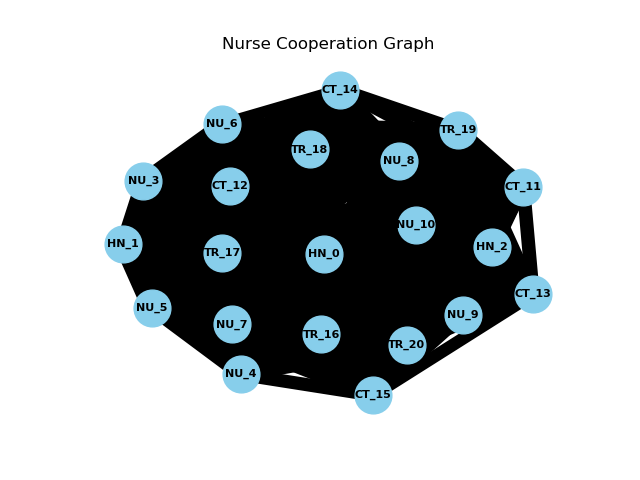 Nurse Cooperation Graph
CT_14
NU_6
TR_19
TR_18
NU_8
NU_3
CT_12
CT_11
NU_10
HN_1
HN_2
TR_17
HN_0
CT_13
NU_5
NU_9
NU_7
TR_16
TR_20
NU_4
CT_15